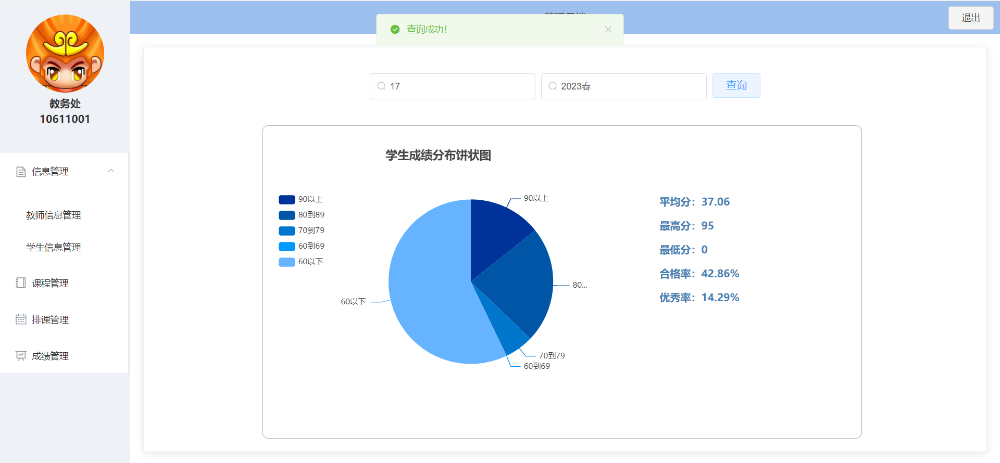 退出
查询成功!
教务处
10611001
信息管理
教师信息管理
学生信息管理
课程管理
排课管理
成绩管理
17
2023春
查询
学生成绩分布饼状图
90以上
80到89
70到79
60到69
60以下
90以上
80...
70到79
60到69
60以下
平均分：37.06
最高分：95
最低分：0
合格率：42.86%
优秀率：14.29%